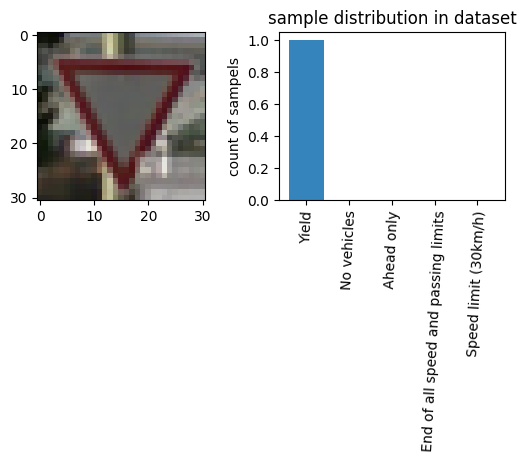 sample distribution in dataset
0
10
20
30
0
10
20
30
count of sampels
1.0
0.8
0.6
0.4
0.2
0.0
Yield
No vehicles
Ahead only
End of all speed and passing limits
Speed limit (30km/h)